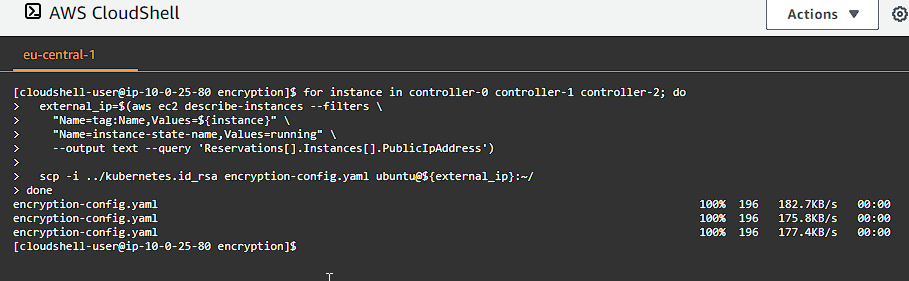 AWS CloudShell
Actions
eu-central-1
[cloudshell-user@ip-10-0-25-80 encryption]$ for instance in controller-0 controller-1 controller-2; do
>   external_ip=$(aws ec2 describe-instances --filters \
>     "Name=tag:Name,Values=${instance}" \
>     "Name=instance-state-name,Values=running" \
>     --output text --query 'Reservations[].Instances[].PublicIpAddress')
>
>   scp -i ../kubernetes.id_rsa encryption-config.yaml ubuntu@${external_ip}:~/
> done
encryption-config.yaml 100% 196 182.7KB/s 00:00
encryption-config.yaml 100% 196 175.8KB/s 00:00
encryption-config.yaml 100% 196 177.4KB/s 00:00
[cloudshell-user@ip-10-0-25-80 encryption]$